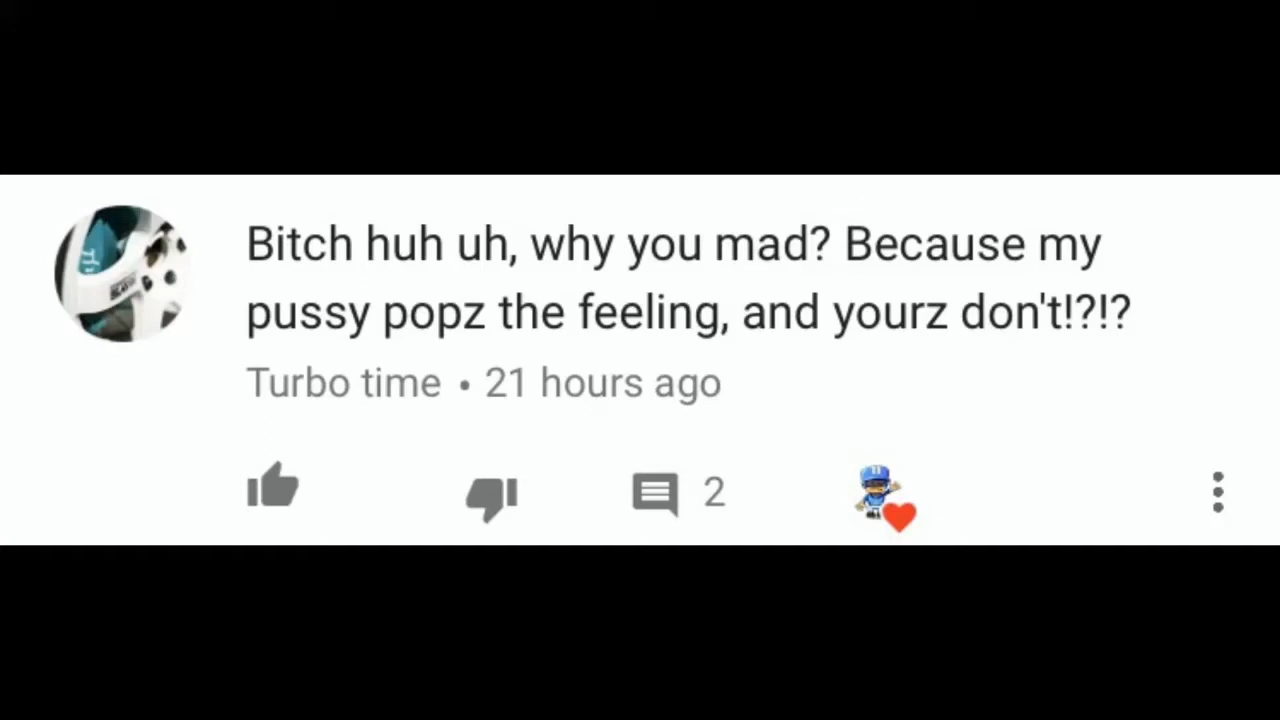 Bitch huh uh, why you mad? Because my
pussy popz the feeling, and yourz don't!?!?
Turbo time • 21 hours ago
2